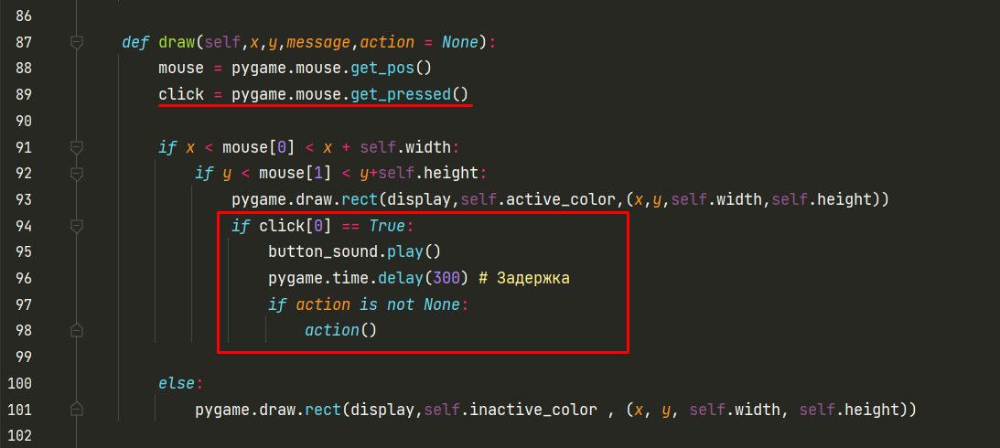 86
87 def draw(self,x,y,message,action = None):
88 mouse = pygame.mouse.get_pos()
89 click = pygame.mouse.get_pressed()
90
91 if x < mouse[0] < x + self.width:
92 if y < mouse[1] < y+self.height:
93 pygame.draw.rect(display,self.active_color,(x,y,self.width,self.height))
94 if click[0] == True:
95 button_sound.play()
96 pygame.time.delay(300) # Задержка
97 if action is not None:
98 action()
99
100 else:
101 pygame.draw.rect(display,self.inactive_color , (x, y, self.width, self.height))
102